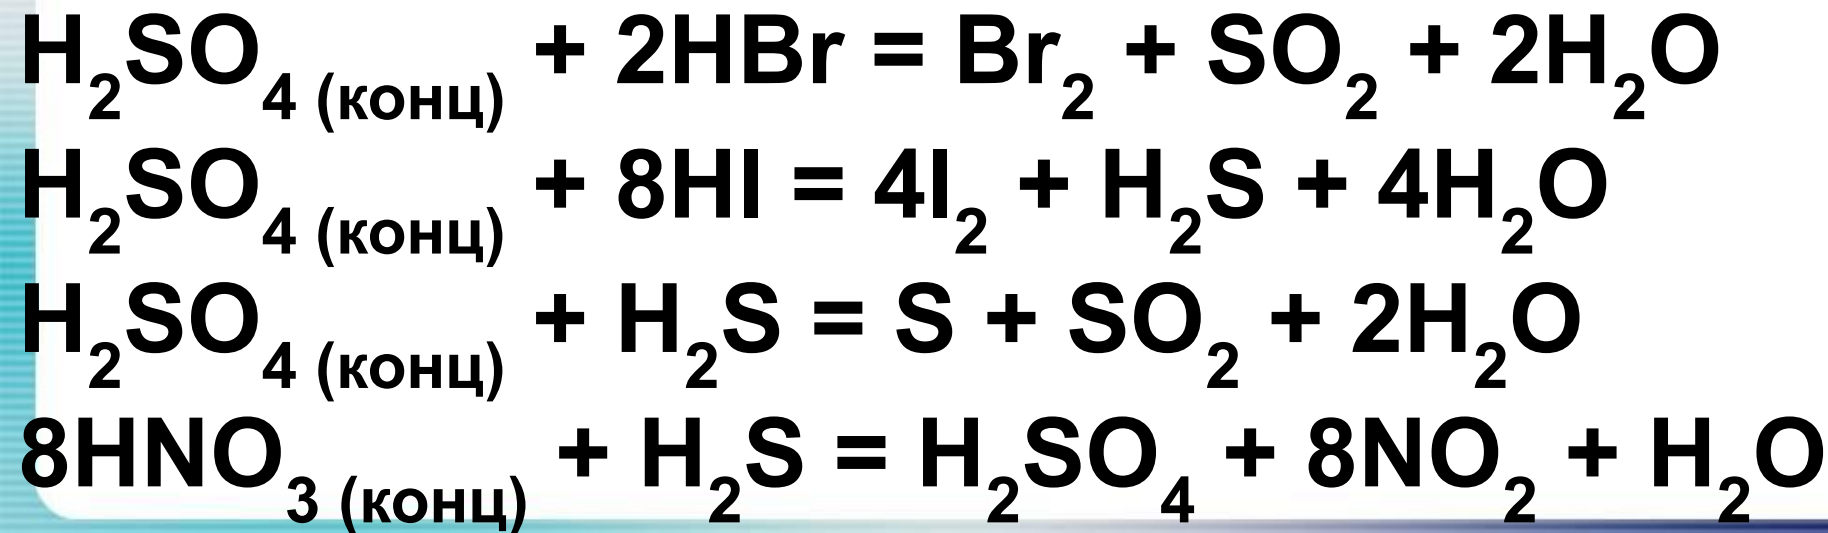 H₂SO₄ (конц) + 2HBr = Br₂ + SO₂ + 2H₂O
H₂SO₄ (конц) + 8HI = 4I₂ + H₂S + 4H₂O
H₂SO₄ (конц) + H₂S = S + SO₂ + 2H₂O
8HNO₃ (конц) + H₂S = H₂SO₄ + 8NO₂ + H₂O